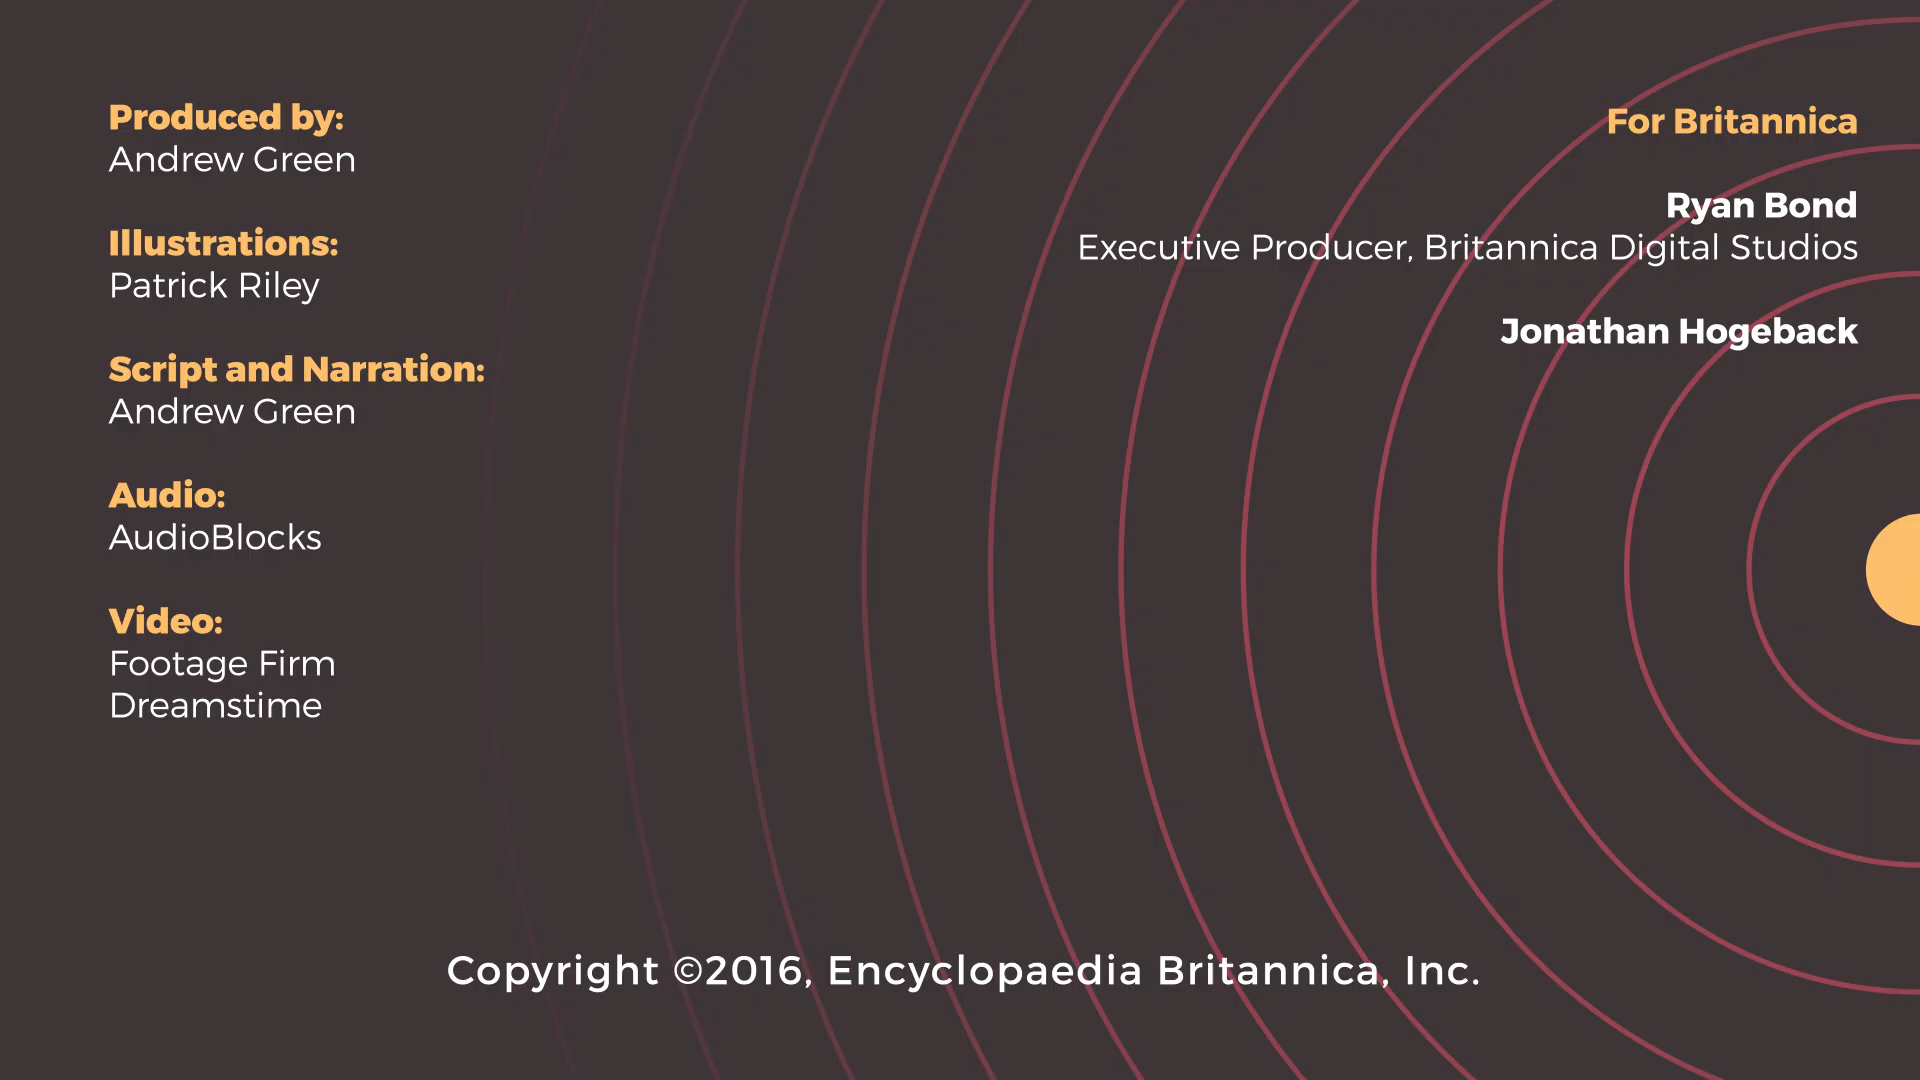 Produced by:
Andrew Green
Illustrations:
Patrick Riley
Script and Narration:
Andrew Green
Audio:
AudioBlocks
Video:
Footage Firm
Dreamstime
For Britannica
Ryan Bond
Executive Producer, Britannica Digital Studios
Jonathan Hogeback
Copyright ©2016, Encyclopaedia Britannica, Inc.